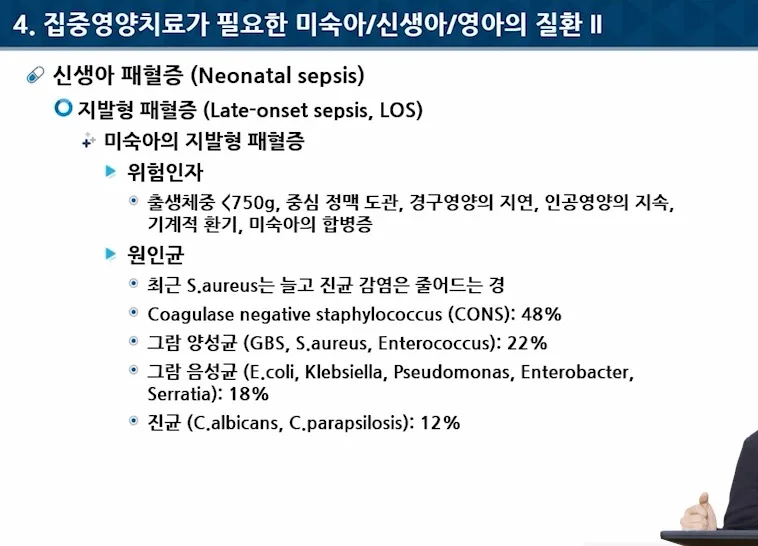 4. 집중영양치료가 필요한 미숙아/신생아/영아의 질환 II
신생아 패혈증 (Neonatal sepsis)
지발형 패혈증 (Late-onset sepsis, LOS)
미숙아의 지발형 패혈증
위험인자
출생체중 <750g, 중심 정맥 도관, 경구영양의 지연, 인공영양의 지속,
기계적 환기, 미숙아의 합병증
원인균
최근 S.aureus는 늘고 진균 감염은 줄어드는 경
Coagulase negative staphylococcus (CONS): 48%
그람 양성균 (GBS, S.aureus, Enterococcus): 22%
그람 음성균 (E.coli, Klebsiella, Pseudomonas, Enterobacter,
Serratia): 18%
진균 (C.albicans, C.parapsilosis): 12%